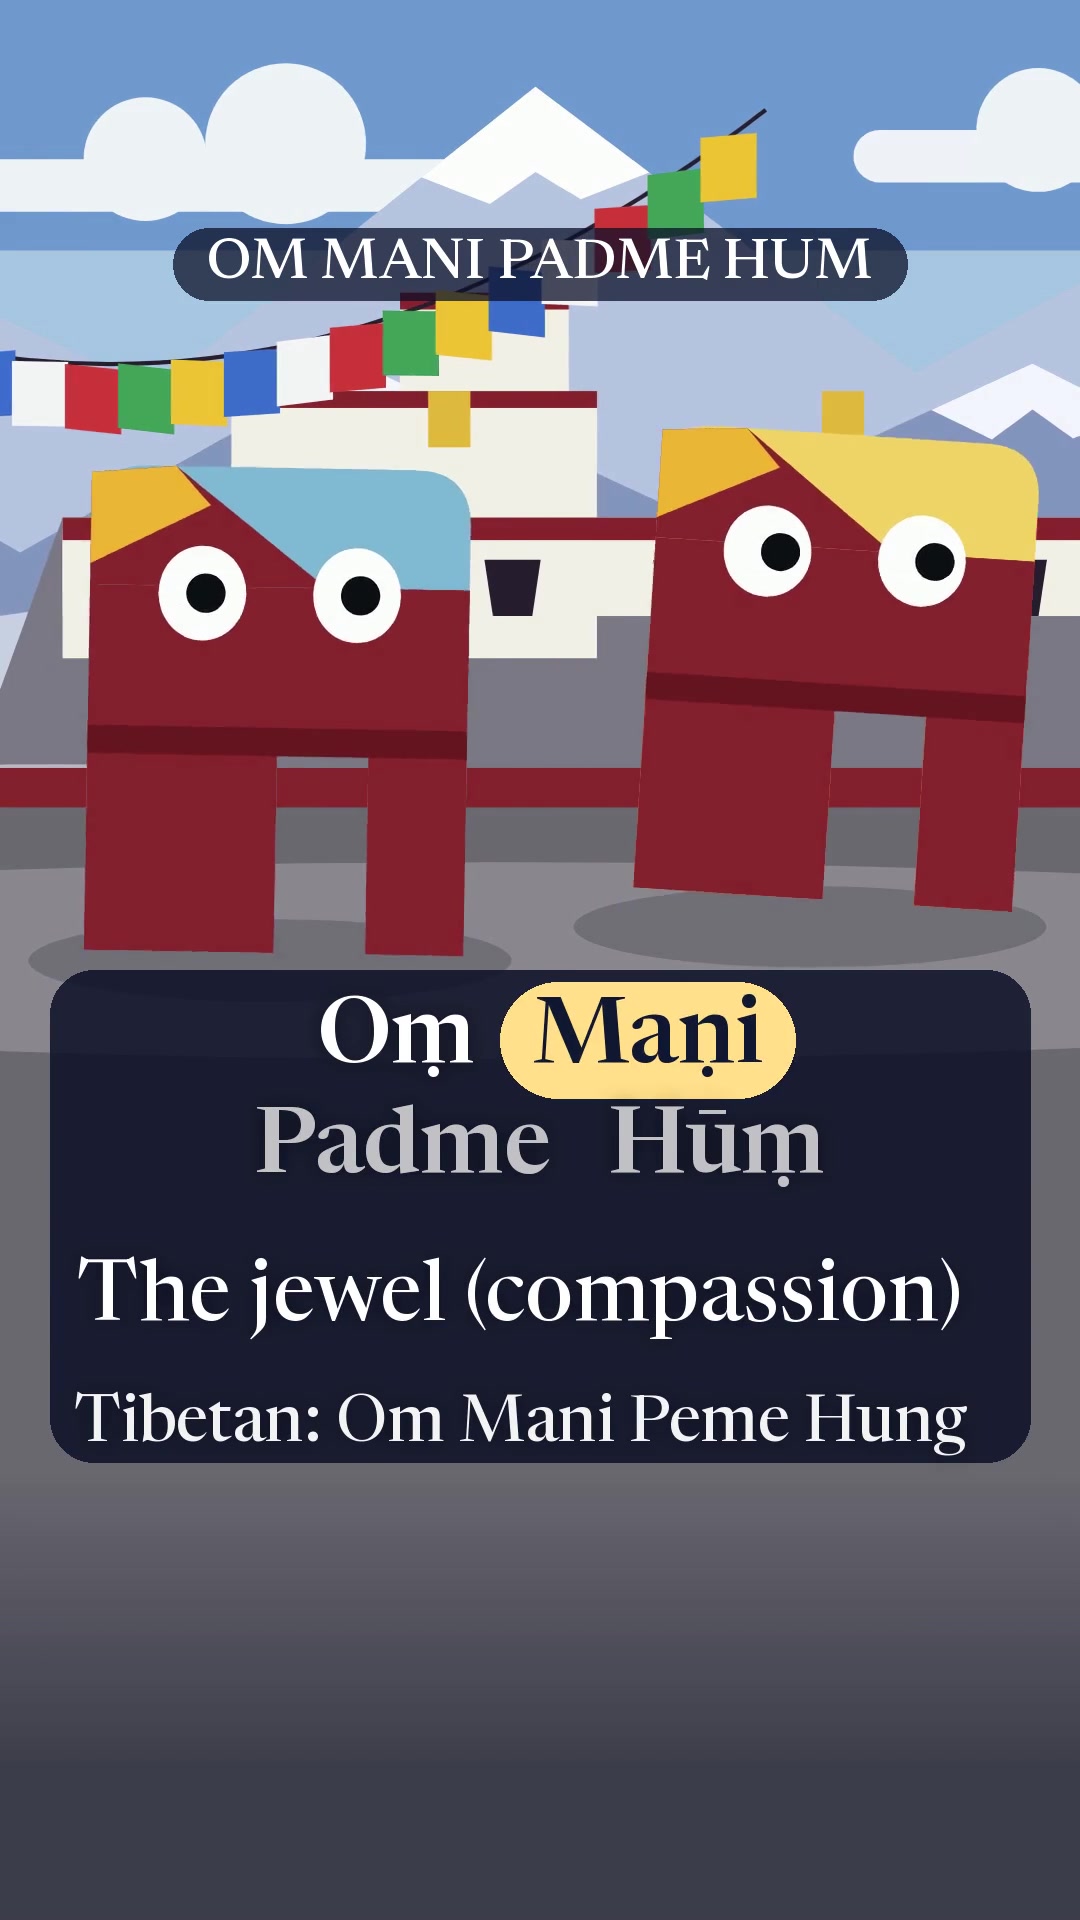 OM MANI PADME HUM
Oṃ Maṇi
Padme Hūṃ
The jewel (compassion)
Tibetan: Om Mani Peme Hung